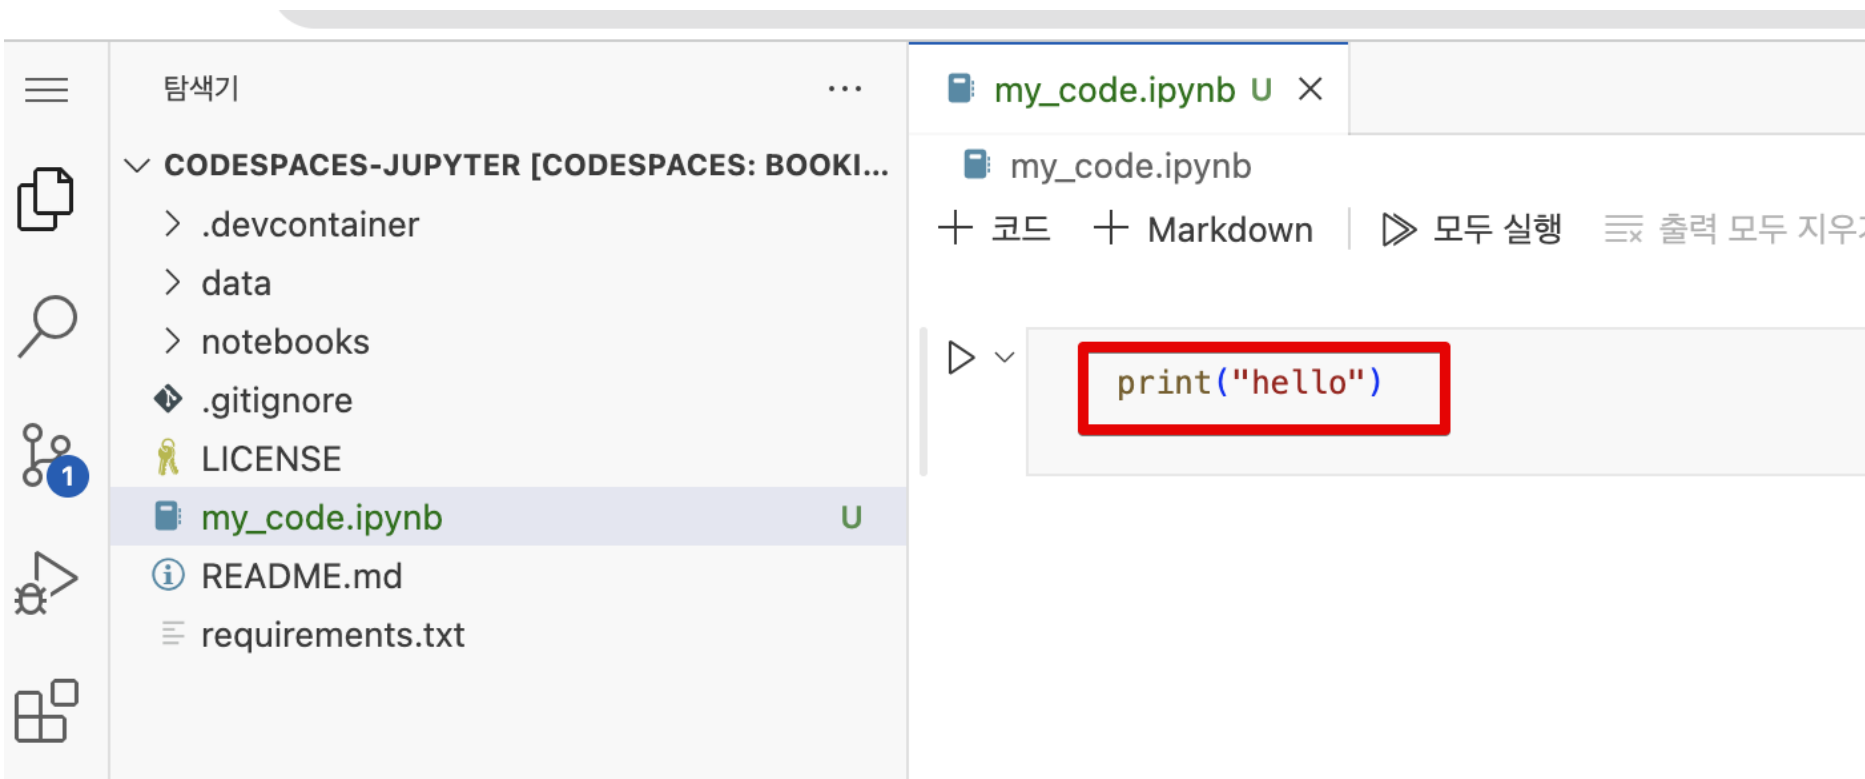 탐색기
CODESPACES-JUPYTER [CODESPACES: BOOKI...
.devcontainer
data
notebooks
.gitignore
LICENSE
my_code.ipynb U
README.md
requirements.txt
1
my_code.ipynb U
my_code.ipynb
코드 Markdown 모두 실행 출력 모두 지우
print("hello")